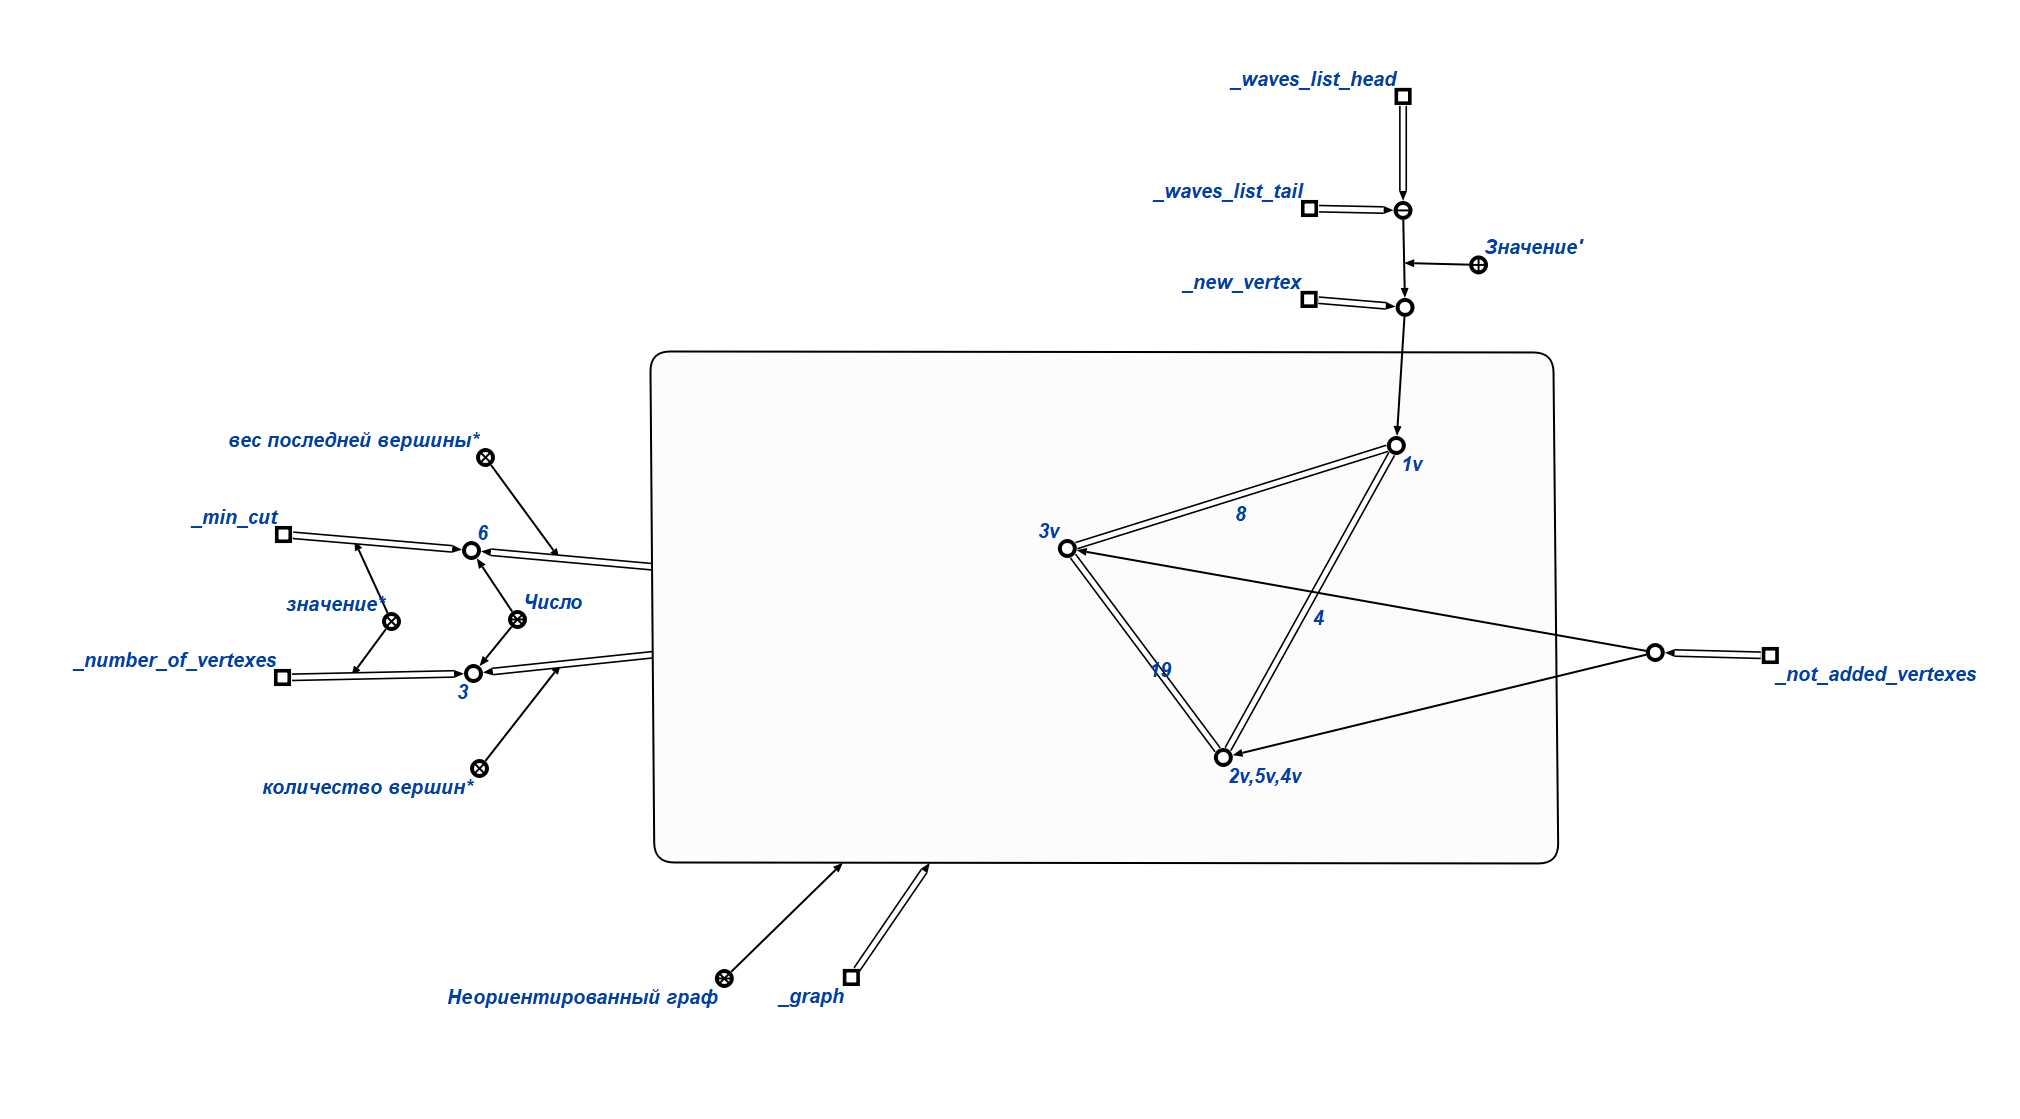 _waves_list_head
_waves_list_tail
Значение'
_new_vertex
вес последней вершины*
1v
_min_cut
6
8
3v
значение*
Число
4
_number_of_vertexes
19
_not_added_vertexes
3
2v,5v,4v
количество вершин*
Неориентированный граф
_graph